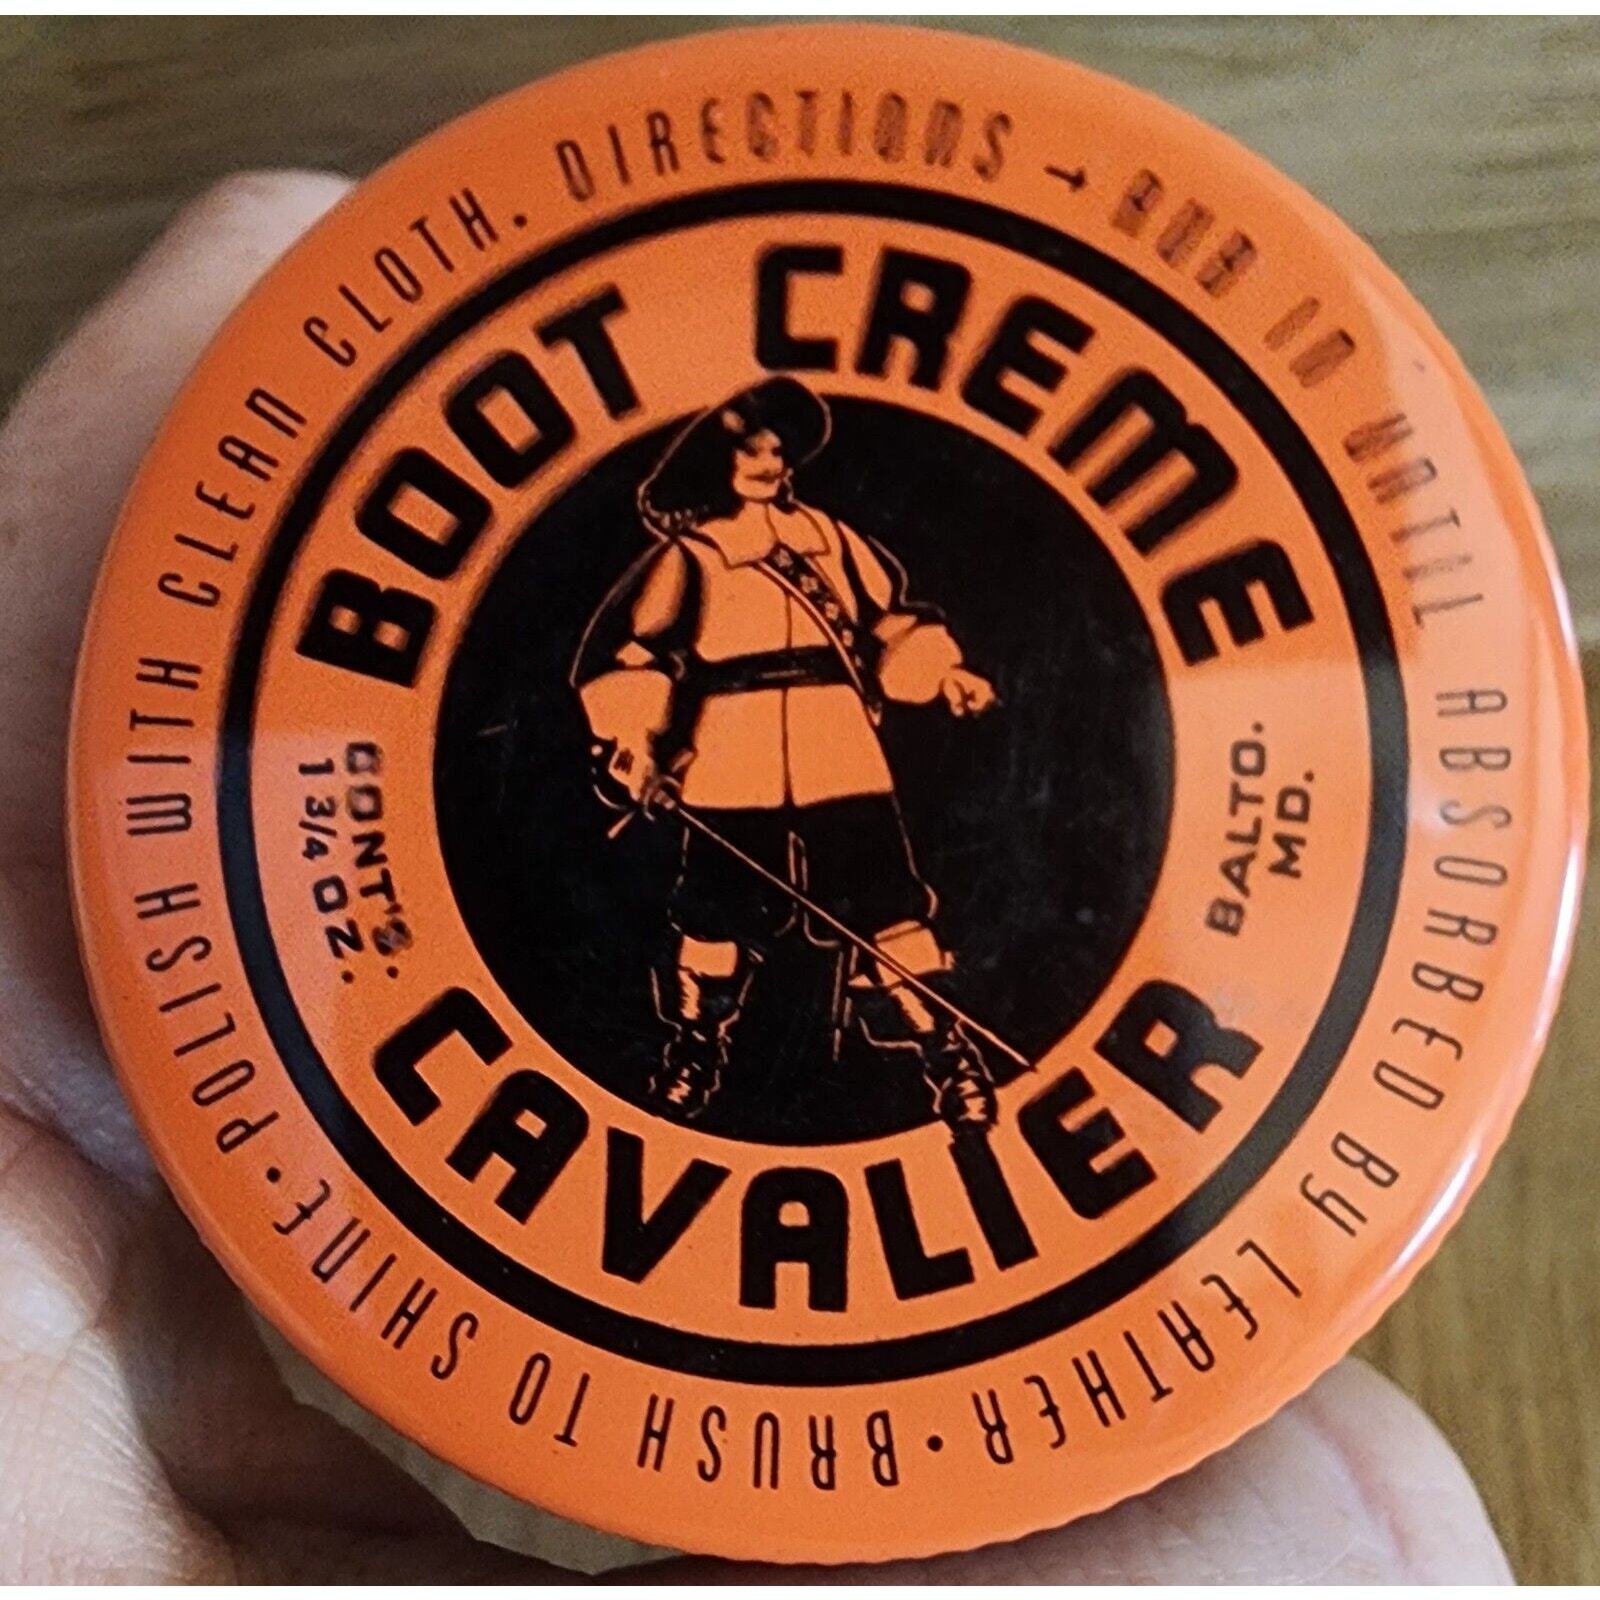 DIRECTIONS → RUB IN UNTIL ABSORBED BY LEATHER • BRUSH TO SHINE • POLISH WITH CLEAN CLOTH.
BOOT CREME
CONT'S.
1 3/4 OZ.
BALTO.
MD.
CAVALIER